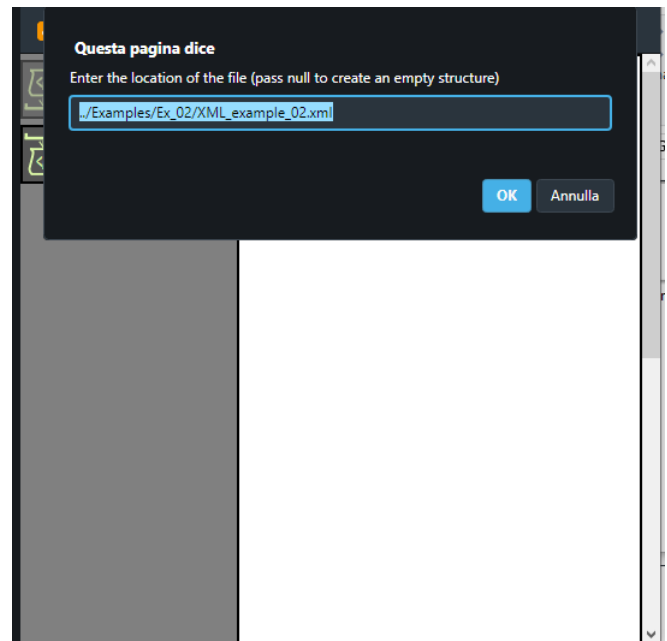 Questa pagina dice
Enter the location of the file (pass null to create an empty structure)
../Examples/Ex_02/XML_example_02.xml
OK
Annulla